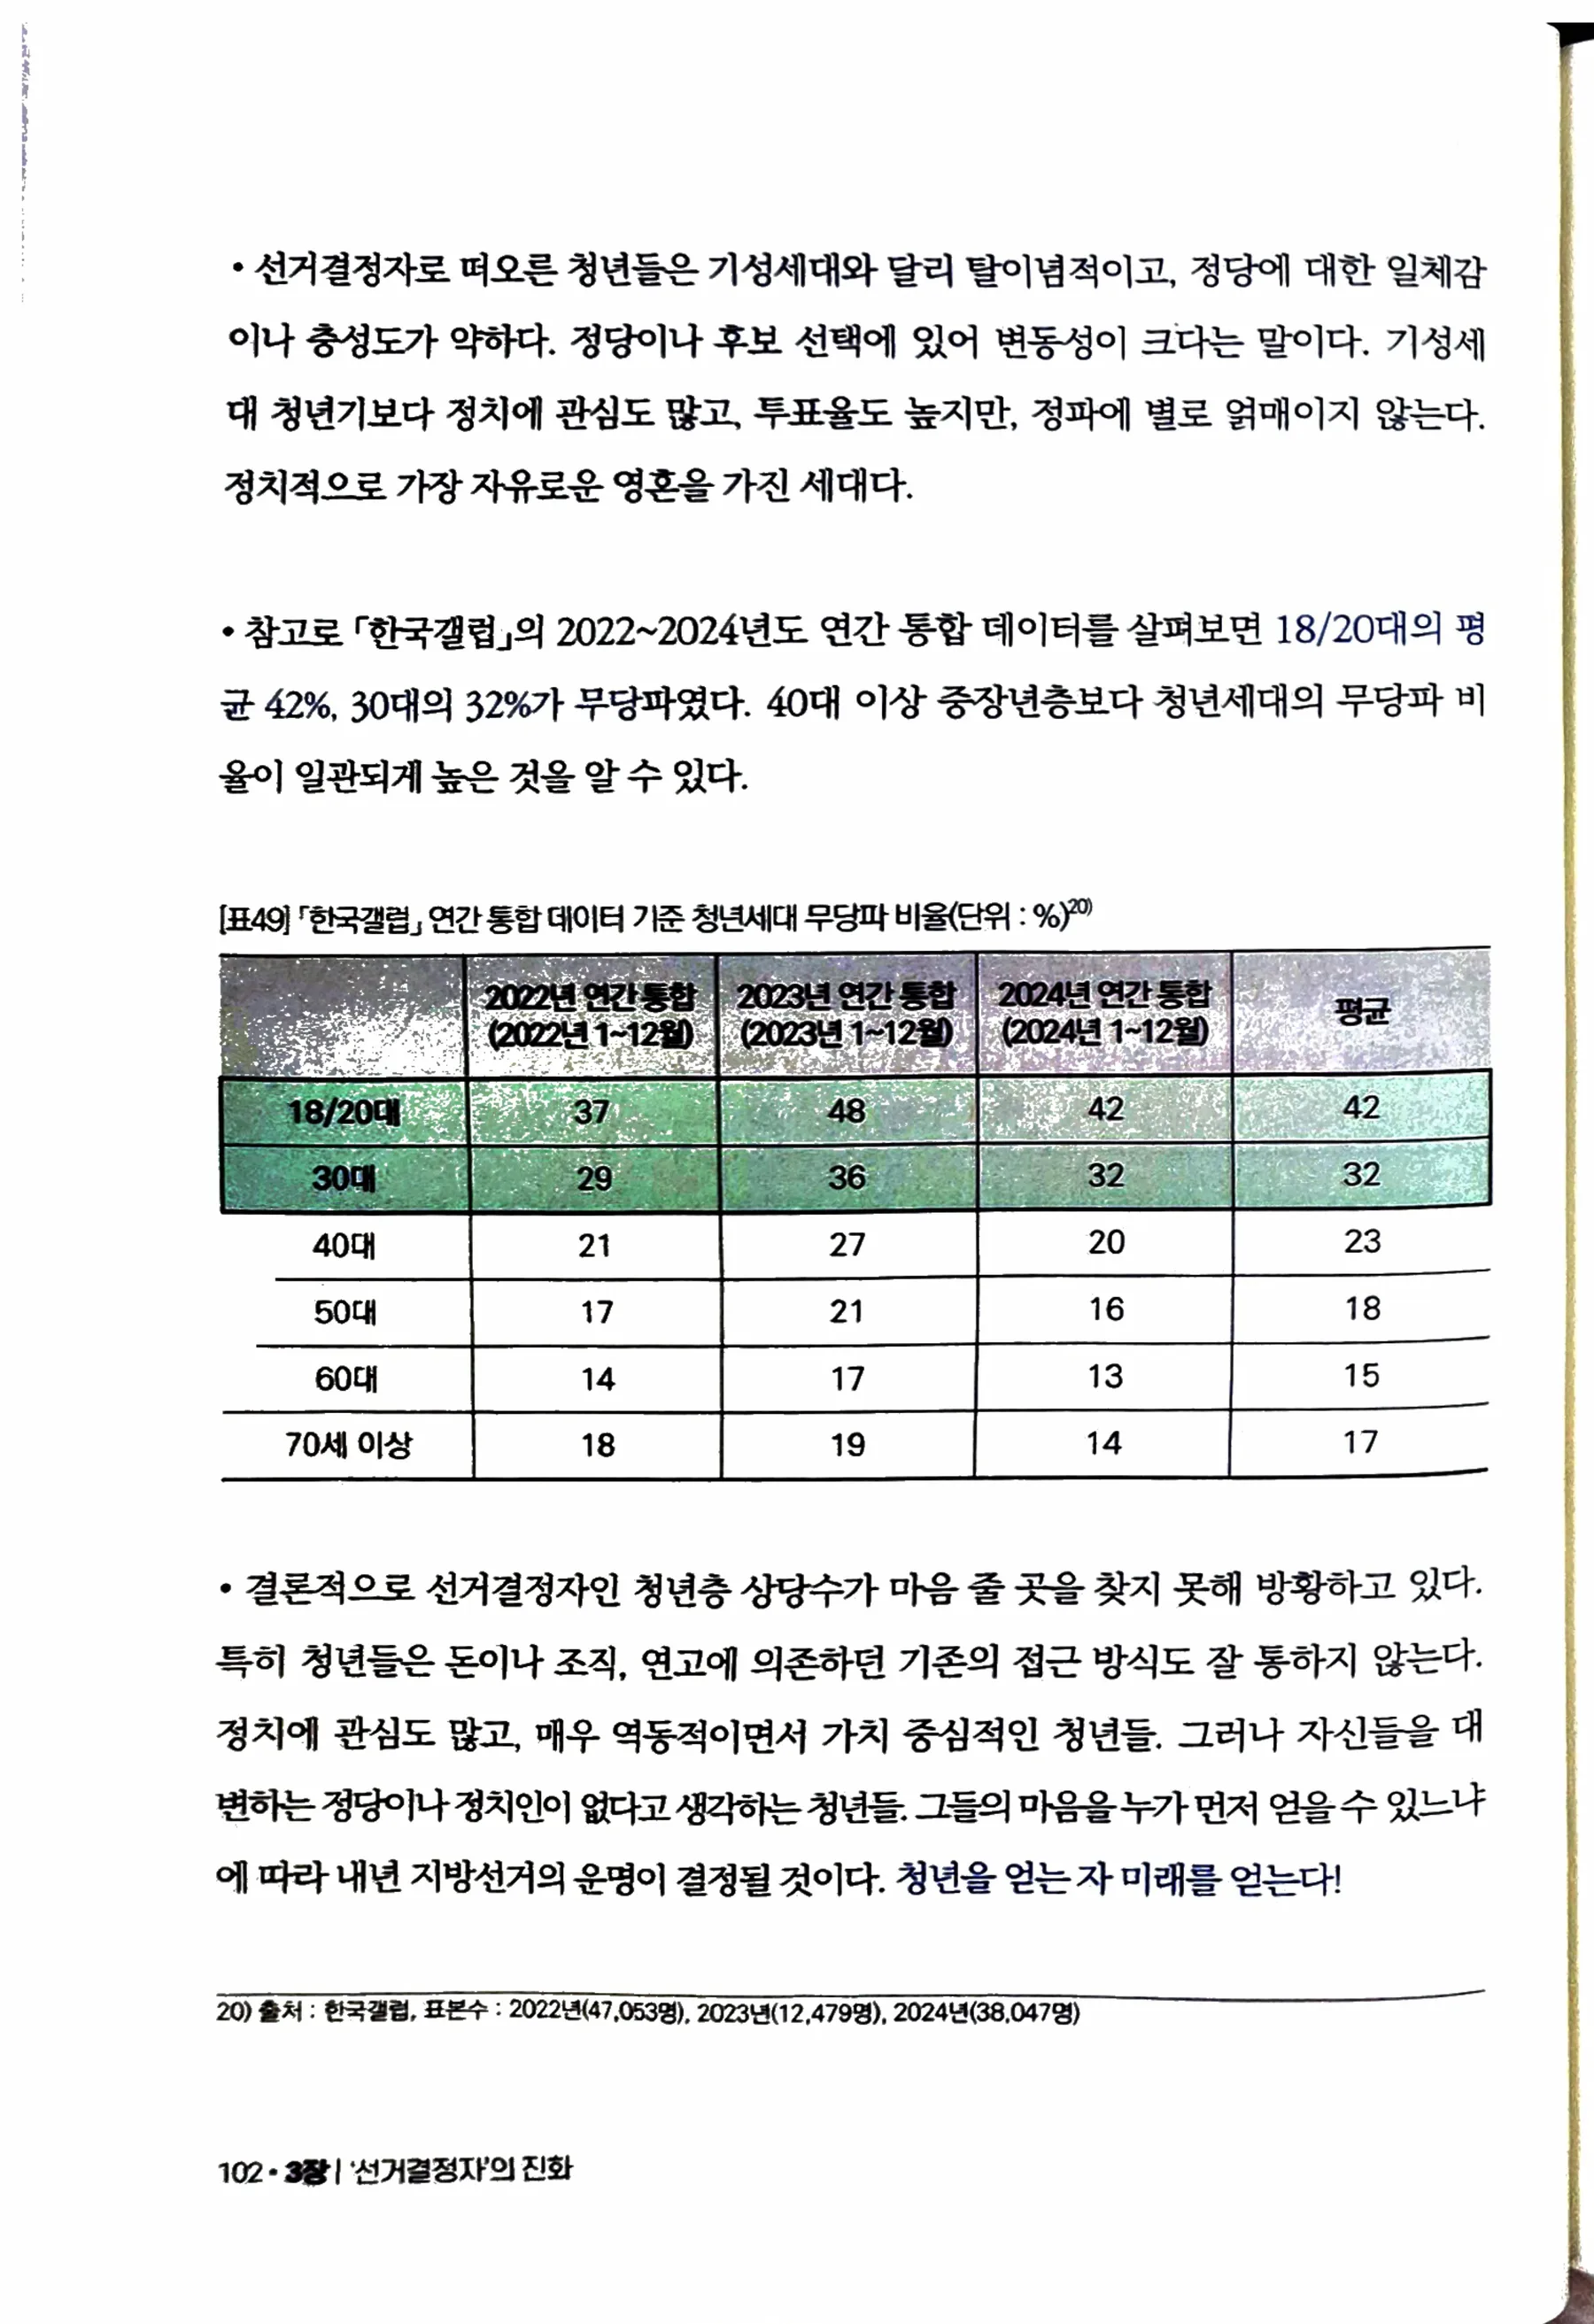 • 선거결정자로 떠오른 청년들은 기성세대와 달리 탈이념적이고, 정당에 대한 일체감
이나 충성도가 약하다. 정당이나 후보 선택에 있어 변동성이 크다는 말이다. 기성세
대 청년기보다 정치에 관심도 많고, 투표율도 높지만, 정파에 별로 얽매이지 않는다.
정치적으로 가장 자유로운 영혼을 가진 세대다.
• 참고로 「한국갤럽」의 2022~2024년도 연간 통합 데이터를 살펴보면 18/20대의 평
균 42%, 30대의 32%가 무당파였다. 40대 이상 중장년층보다 청년세대의 무당파 비
율이 일관되게 높은 것을 알 수 있다.
[표49] 「한국갤럽」 연간 통합 데이터 기준 청년세대 무당파 비율(단위 : %)20)
2022년 연간 통합 2023년 연간 통합 2024년 연간 통합 평균
(2022년 1~12월) (2023년 1~12월) (2024년 1~12월)
18/20대 37 48 42 42
30대 29 36 32 32
40대 21 27 20 23
50대 17 21 16 18
60대 14 17 13 15
70세 이상 18 19 14 17
• 결론적으로 선거결정자인 청년층 상당수가 마음 줄 곳을 찾지 못해 방황하고 있다.
특히 청년들은 돈이나 조직, 연고에 의존하던 기존의 접근 방식도 잘 통하지 않는다.
정치에 관심도 많고, 매우 역동적이면서 가치 중심적인 청년들. 그러나 자신들을 대
변하는 정당이나 정치인이 없다고 생각하는 청년들. 그들의 마음을 누가 먼저 얻을 수 있느냐
에 따라 내년 지방선거의 운명이 결정될 것이다. 청년을 얻는 자 미래를 얻는다!
20) 출처 : 한국갤럽, 표본수 : 2022년(47,053명), 2023년(12,479명), 2024년(38,047명)
102 • 3장 | '선거결정자'의 진화